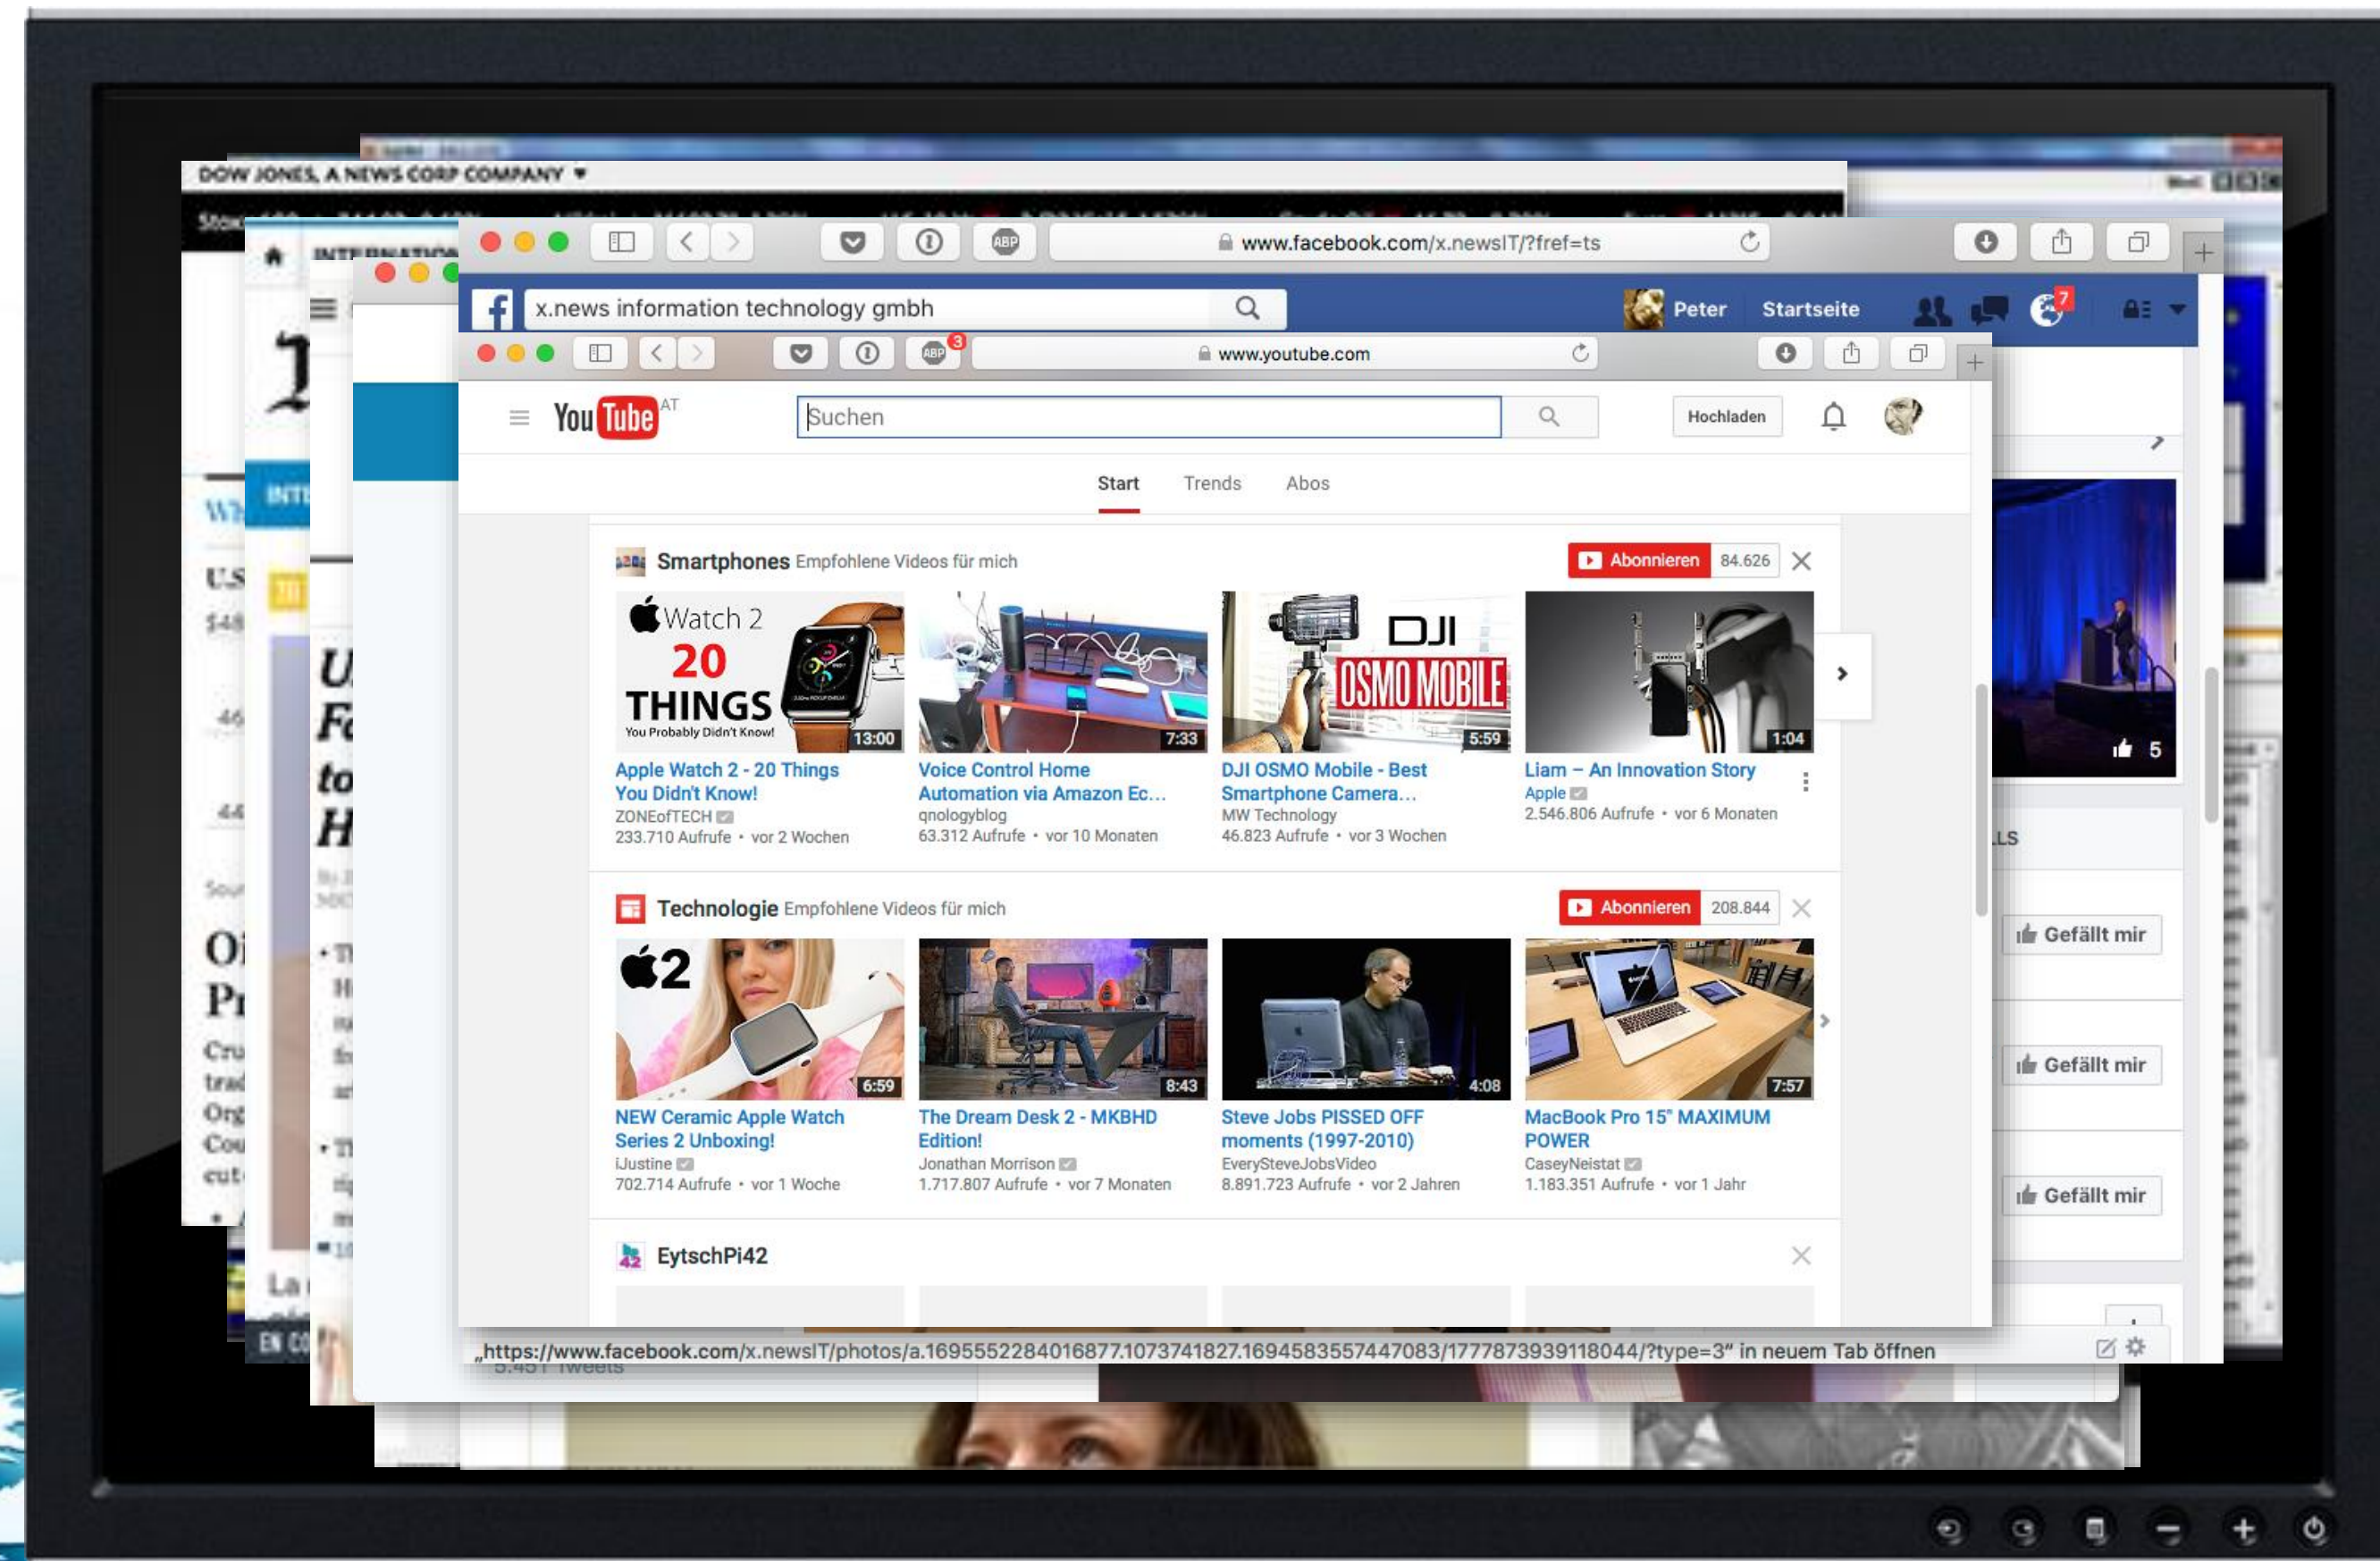 DOW JONES, A NEWS CORP COMPANY
www.facebook.com/x.newsIT/?fref=ts
x.news information technology gmbh
Peter Startseite 7
ABP 3
www.youtube.com
YouTube AT
Suchen
Hochladen
Start Trends Abos
Smartphones Empfohlene Videos für mich
Abonnieren 84.626
Watch 2
20
THINGS
You Probably Didn't Know!
13:00
7:33
DJI
OSMO MOBILE
5:59
1:04
Apple Watch 2 - 20 Things
You Didn't Know!
ZONEofTECH
233.710 Aufrufe • vor 2 Wochen
Voice Control Home
Automation via Amazon Ec...
qnologyblog
63.312 Aufrufe • vor 10 Monaten
DJI OSMO Mobile - Best
Smartphone Camera...
MW Technology
46.823 Aufrufe • vor 3 Wochen
Liam – An Innovation Story
Apple
2.546.806 Aufrufe • vor 6 Monaten
Technologie Empfohlene Videos für mich
Abonnieren 208.844
2
6:59
8:43
4:08
7:57
NEW Ceramic Apple Watch
Series 2 Unboxing!
iJustine
702.714 Aufrufe • vor 1 Woche
The Dream Desk 2 - MKBHD
Edition!
Jonathan Morrison
1.717.807 Aufrufe • vor 7 Monaten
Steve Jobs PISSED OFF
moments (1997-2010)
EverySteveJobsVideo
8.891.723 Aufrufe • vor 2 Jahren
MacBook Pro 15" MAXIMUM
POWER
CaseyNeistat
1.183.351 Aufrufe • vor 1 Jahr
EytschPi42
5
LS
Gefällt mir
Gefällt mir
Gefällt mir
„https://www.facebook.com/x.newsIT/photos/a.1695552284016877.1073741827.1694583557447083/1777873939118044/?type=3" in neuem Tab öffnen
5.451 Tweets